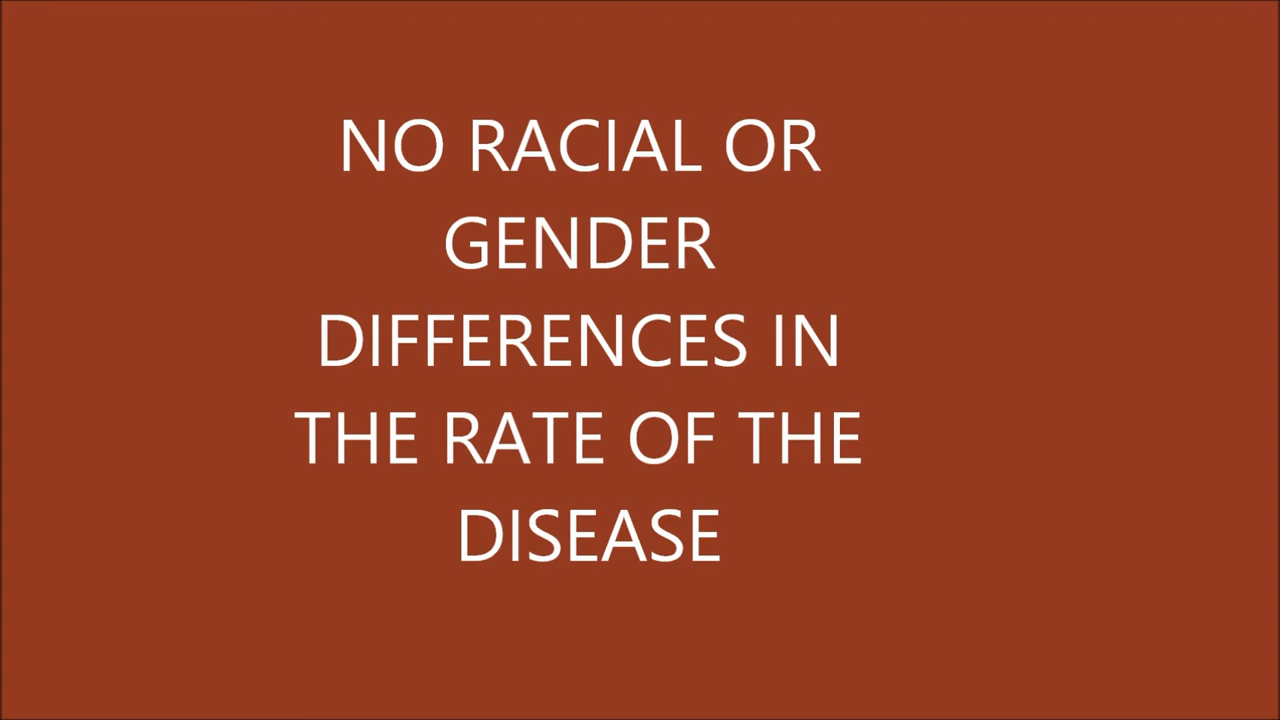 NO RACIAL OR
GENDER
DIFFERENCES IN
THE RATE OF THE
DISEASE